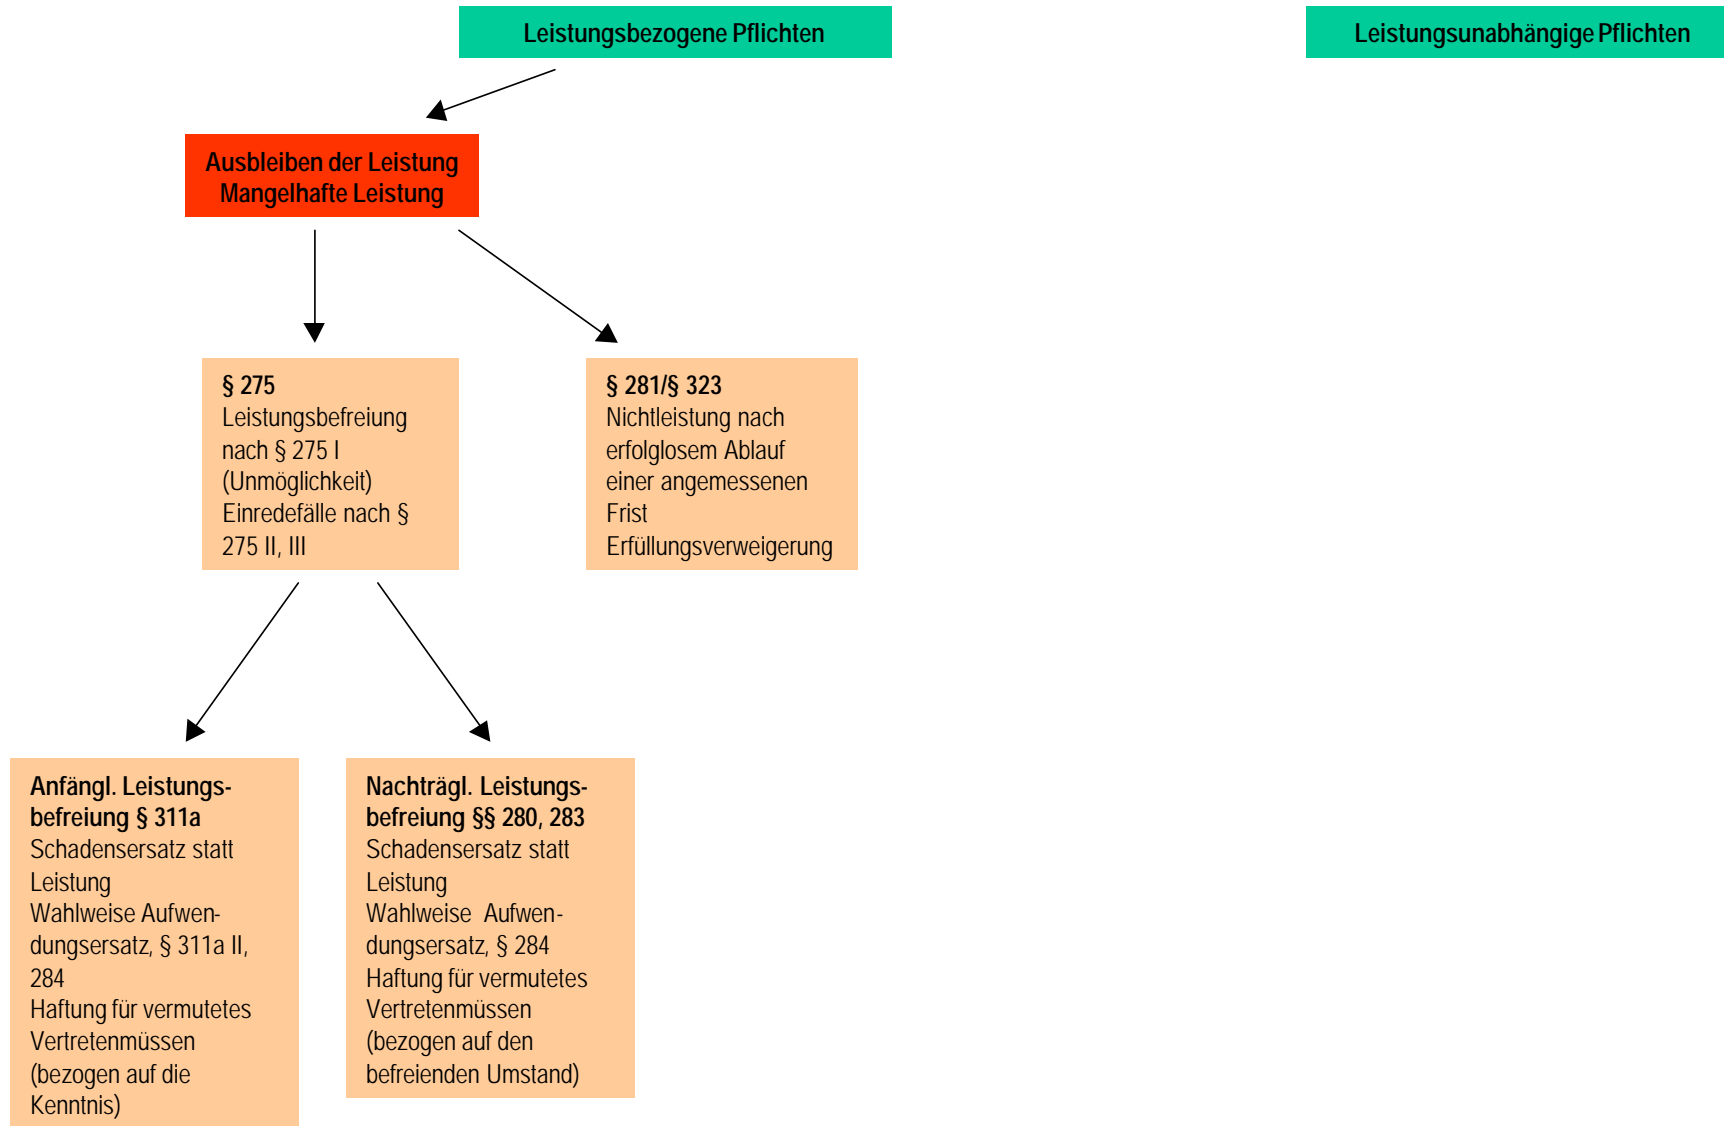 Leistungsbezogene Pflichten
Leistungsunabhängige Pflichten
Ausbleiben der Leistung
Mangelhafte Leistung
§ 275
Leistungsbefreiung
nach § 275 I
(Unmöglichkeit)
Einredefälle nach §
275 II, III
§ 281/§ 323
Nichtleistung nach
erfolglosem Ablauf
einer angemessenen
Frist
Erfüllungsverweigerung
Anfängl. Leistungs-
befreiung § 311a
Schadensersatz statt
Leistung
Wahlweise Aufwen-
dungsersatz, § 311a II,
284
Haftung für vermutetes
Vertretenmüssen
(bezogen auf die
Kenntnis)
Nachträgl. Leistungs-
befreiung §§ 280, 283
Schadensersatz statt
Leistung
Wahlweise Aufwen-
dungsersatz, § 284
Haftung für vermutetes
Vertretenmüssen
(bezogen auf den
befreienden Umstand)